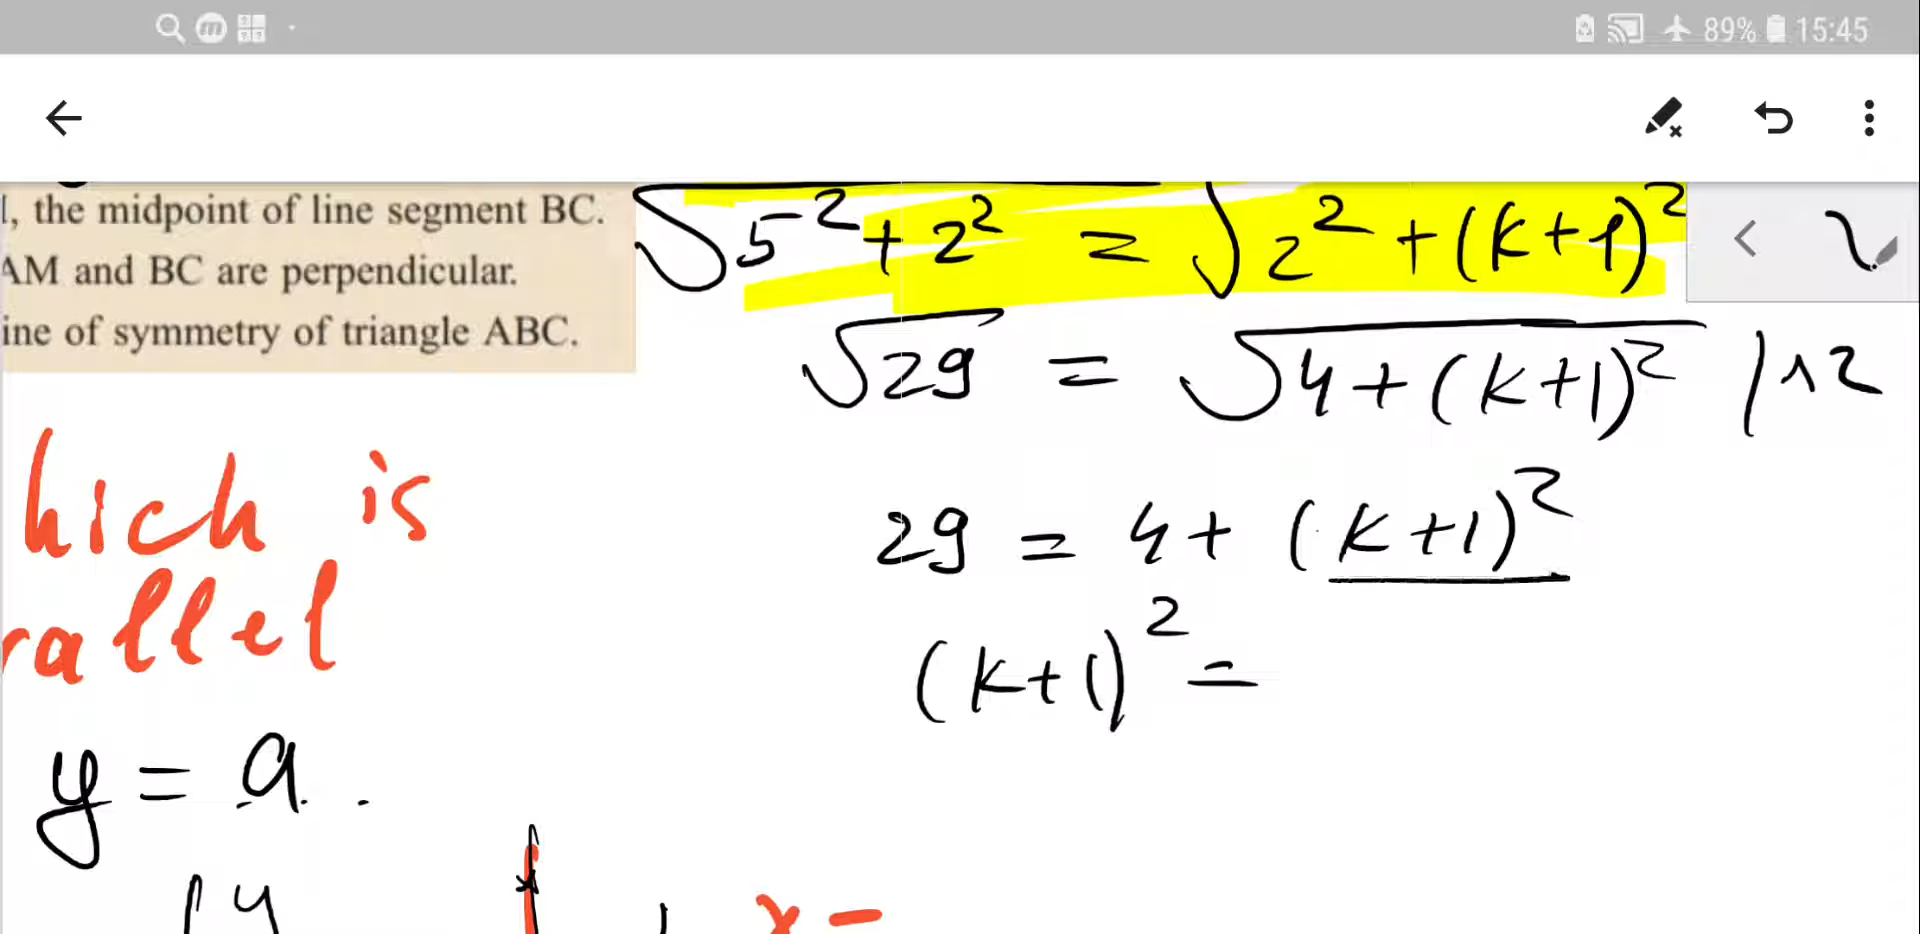 89% 15:45
, the midpoint of line segment BC.
AM and BC are perpendicular.
ine of symmetry of triangle ABC.
√5² + 2² = √2² + (k+1)²
√29 = √4 + (k+1)² /^2
29 = 4 + (k+1)²
(k+1)² =
hich is
rallel
y = a.
y
x =